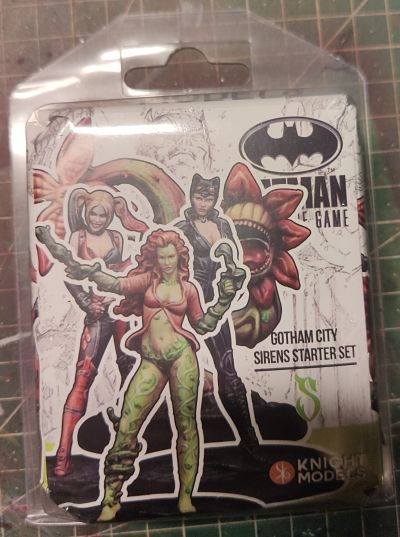 MAN
GAME
GOTHAM CITY
SIRENS STARTER SET
S
KNIGHT
MODELS